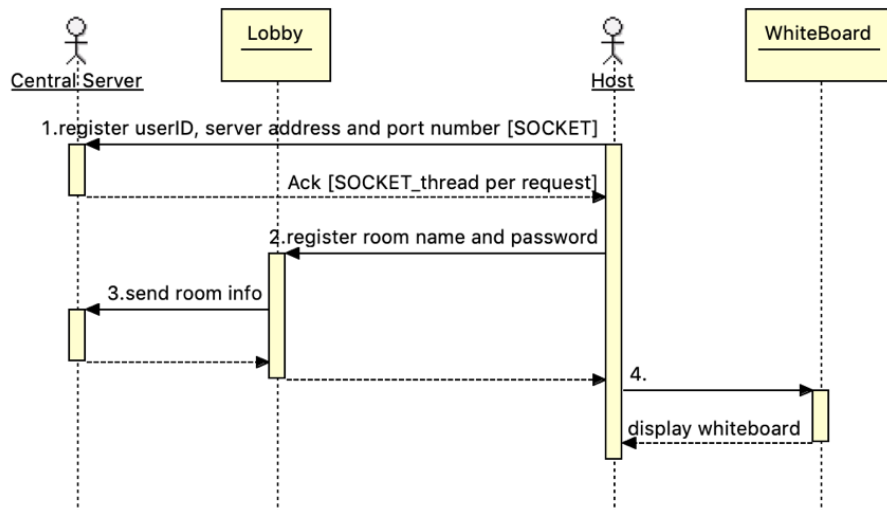 Lobby
WhiteBoard
Central Server
Host
1.register userID, server address and port number [SOCKET]
Ack [SOCKET_thread per request]
2.register room name and password
3.send room info
4.
display whiteboard